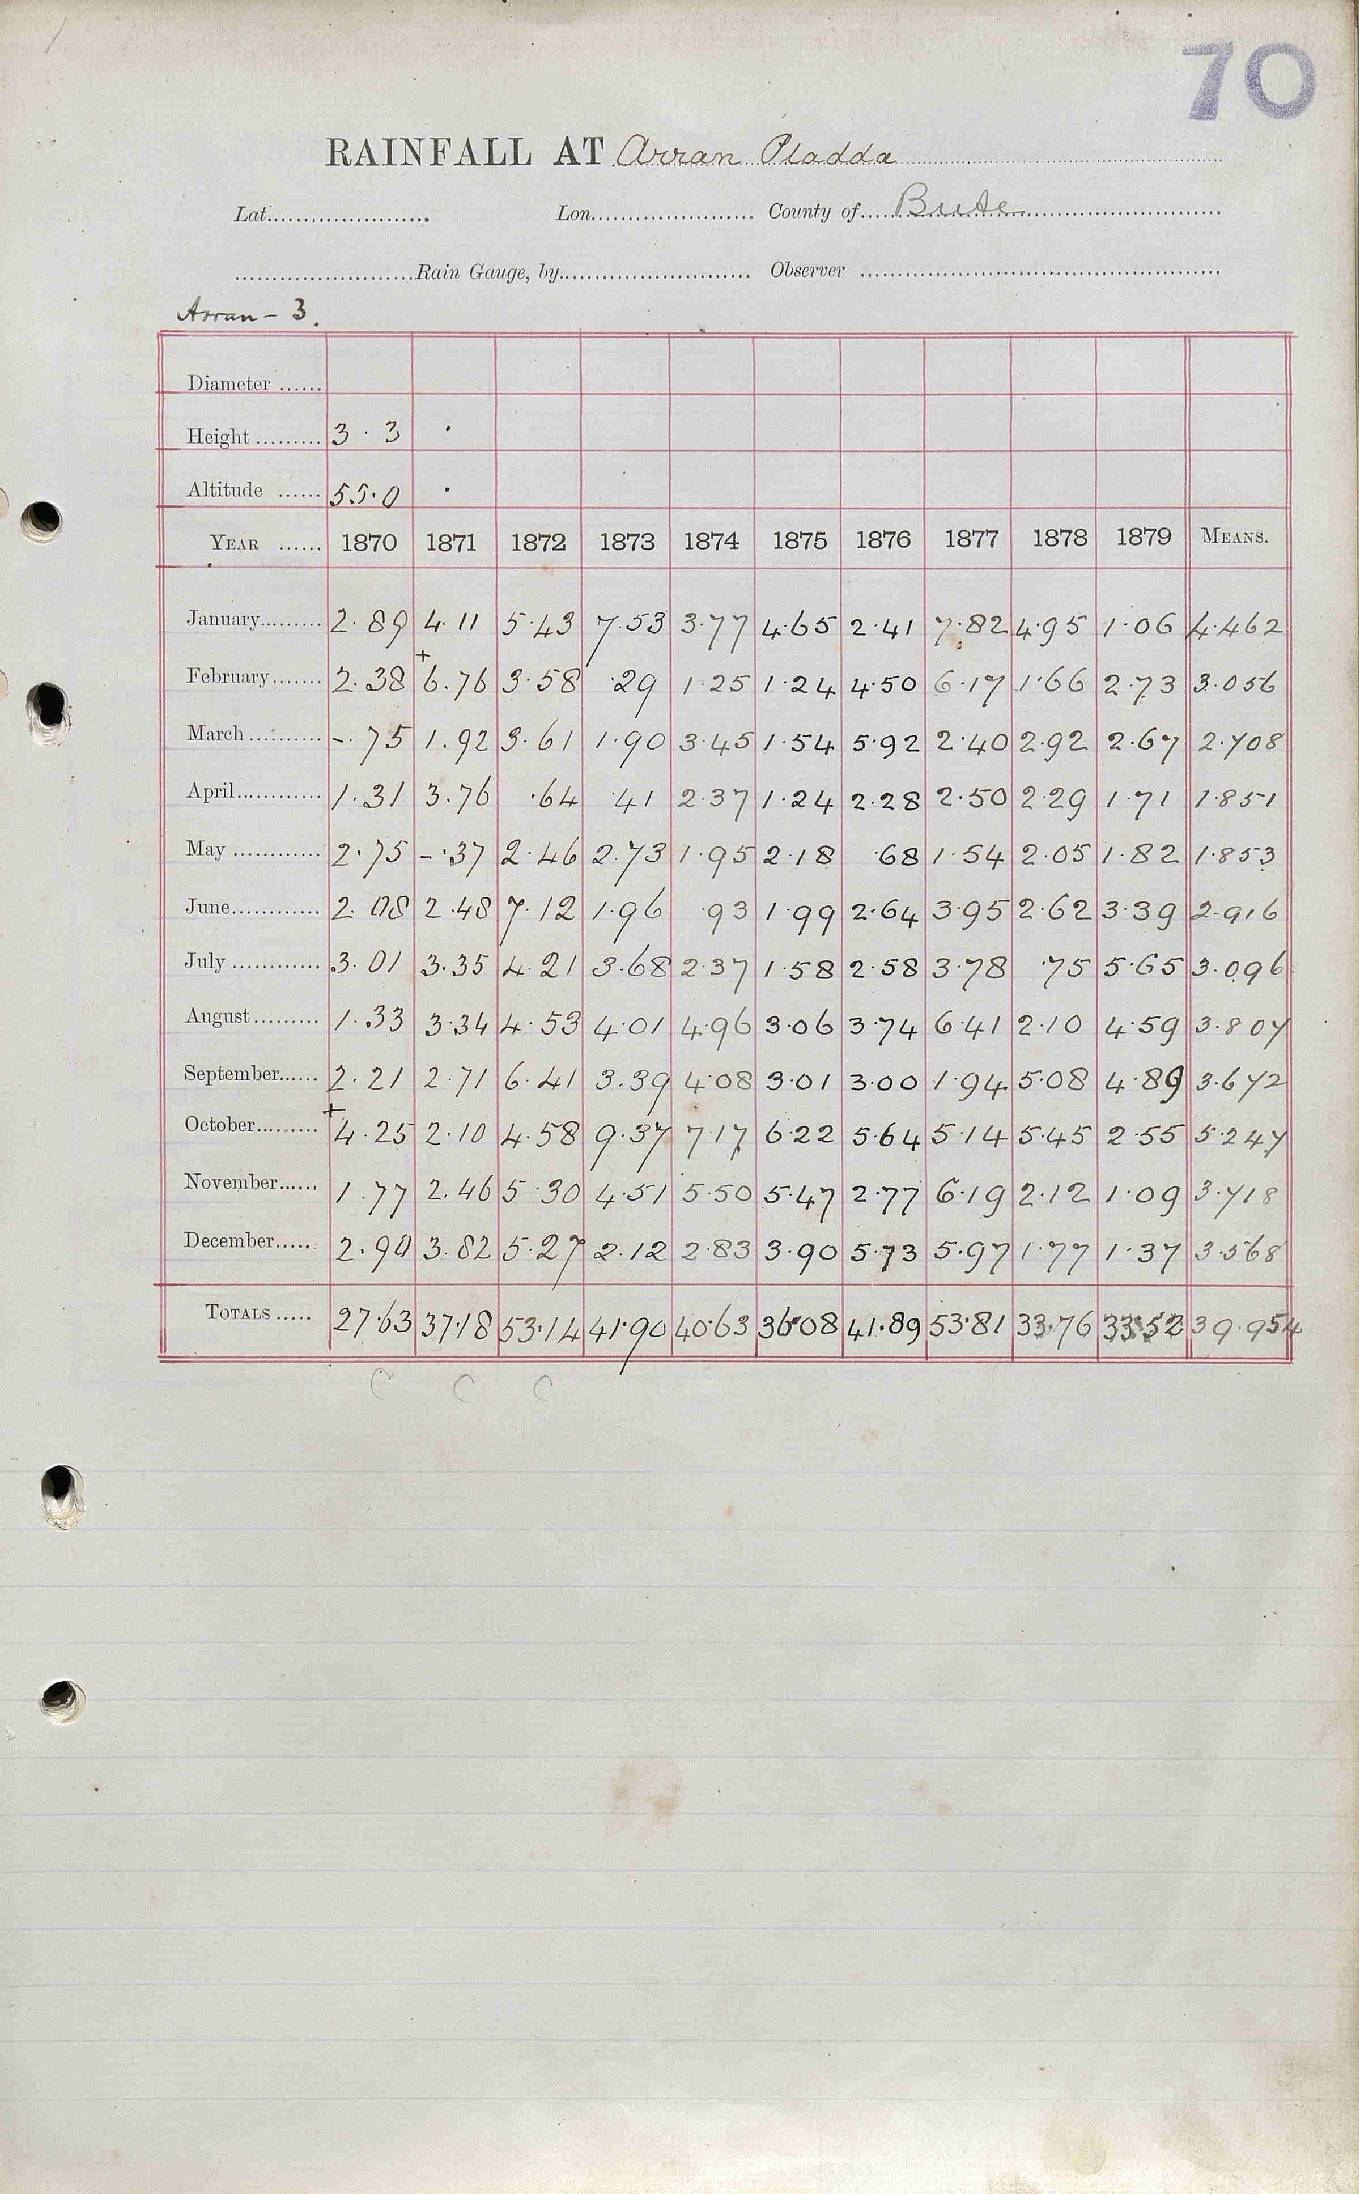 70
RAINFALL AT Arran Pladda
Lat. Lon. County of Bute
Rain Gauge, by Observer
Arran - 3.
Diameter
Height 3 . 3 .
Altitude 55.0 .
YEAR 1870 1871 1872 1873 1874 1875 1876 1877 1878 1879 MEANS.
January 2.89 4.11 5.43 7.53 3.77 4.65 2.41 7.82 4.95 1.06 4.462
February 2.38 +6.76 3.58 .29 1.25 1.24 4.50 6.17 1.66 2.73 3.056
March -.75 1.92 3.61 1.90 3.45 1.54 5.92 2.40 2.92 2.67 2.708
April 1.31 3.76 .64 .41 2.37 1.24 2.28 2.50 2.29 1.71 1.851
May 2.75 -.37 2.46 2.73 1.95 2.18 .68 1.54 2.05 1.82 1.853
June 2.08 2.48 7.12 1.96 .93 1.99 2.64 3.95 2.62 3.39 2.916
July 3.01 3.35 4.21 3.68 2.37 1.58 2.58 3.78 .75 5.65 3.096
August 1.33 3.34 4.53 4.01 4.96 3.06 3.74 6.41 2.10 4.59 3.807
September 2.21 2.71 6.41 3.39 4.08 3.01 3.00 1.94 5.08 4.89 3.672
October +4.25 2.10 4.58 9.37 7.17 6.22 5.64 5.14 5.45 2.55 5.247
November 1.77 2.46 5.30 4.51 5.50 5.47 2.77 6.19 2.12 1.09 3.718
December 2.90 3.82 5.27 2.12 2.83 3.90 5.73 5.97 1.77 1.37 3.568
TOTALS 27.63 37.18 53.14 41.90 40.63 36.08 41.89 53.81 33.76 33.52 39.954
C C C